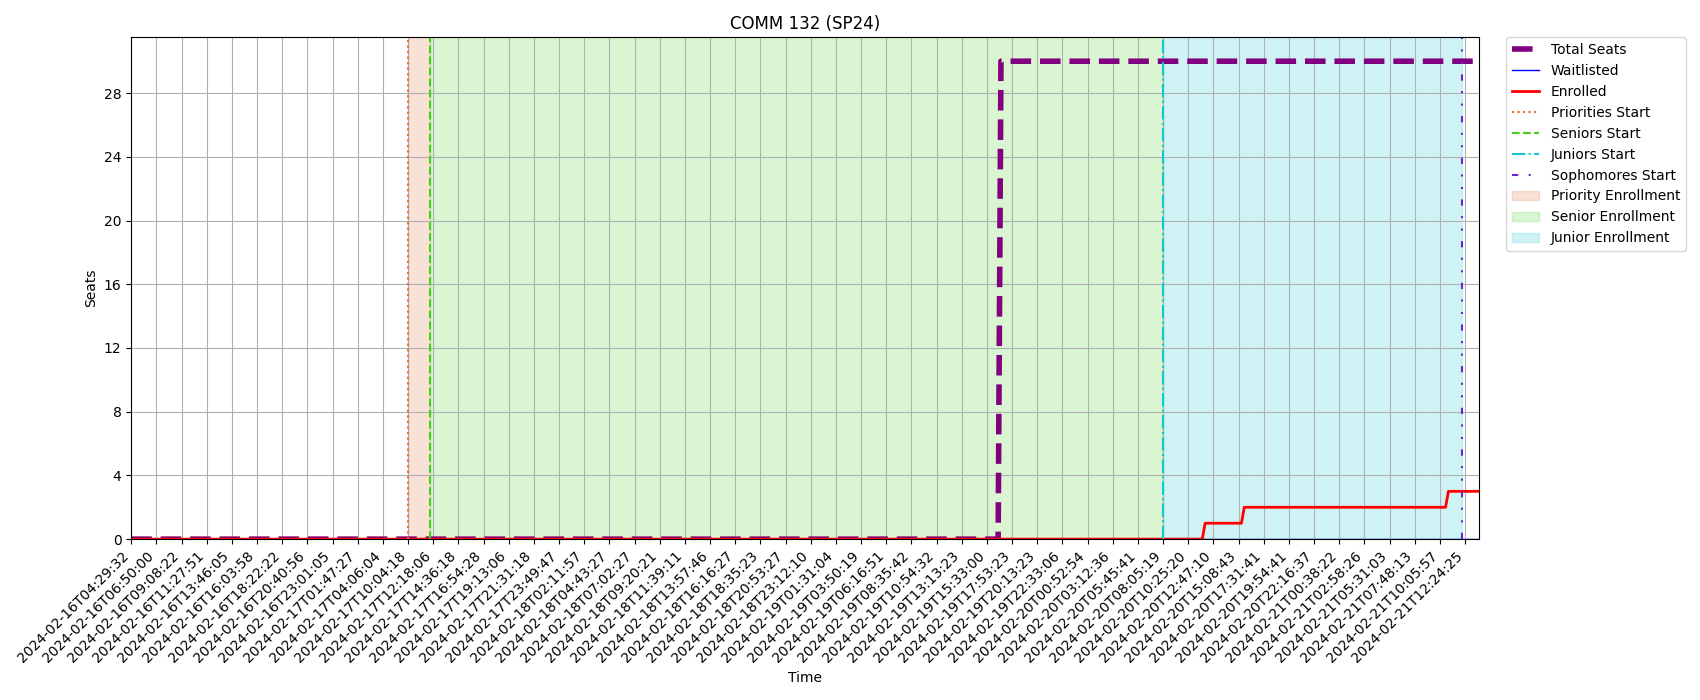 COMM 132 (SP24)
Total Seats
Waitlisted
Enrolled
Priorities Start
Seniors Start
Juniors Start
Sophomores Start
Priority Enrollment
Senior Enrollment
Junior Enrollment
Seats
28
24
20
16
12
8
4
0
2024-02-16T04:29:32
2024-02-16T06:50:00
2024-02-16T09:08:22
2024-02-16T11:27:51
2024-02-16T13:46:05
2024-02-16T16:03:58
2024-02-16T18:22:22
2024-02-16T20:40:56
2024-02-16T23:01:05
2024-02-17T01:47:27
2024-02-17T04:06:04
2024-02-17T10:04:18
2024-02-17T12:18:06
2024-02-17T14:36:18
2024-02-17T16:54:28
2024-02-17T19:13:06
2024-02-17T21:31:18
2024-02-17T23:49:47
2024-02-18T02:11:57
2024-02-18T04:43:27
2024-02-18T07:02:27
2024-02-18T09:20:21
2024-02-18T11:39:11
2024-02-18T13:57:46
2024-02-18T16:16:27
2024-02-18T18:35:23
2024-02-18T20:53:27
2024-02-18T23:12:10
2024-02-19T01:31:04
2024-02-19T03:50:19
2024-02-19T06:16:51
2024-02-19T08:35:42
2024-02-19T10:54:32
2024-02-19T13:13:23
2024-02-19T15:33:00
2024-02-19T17:53:23
2024-02-19T20:13:23
2024-02-19T22:33:06
2024-02-20T00:52:54
2024-02-20T03:12:36
2024-02-20T05:45:41
2024-02-20T08:05:19
2024-02-20T10:25:20
2024-02-20T12:47:10
2024-02-20T15:08:43
2024-02-20T17:31:41
2024-02-20T19:54:41
2024-02-20T22:16:37
2024-02-21T00:38:22
2024-02-21T02:58:26
2024-02-21T05:31:03
2024-02-21T07:48:13
2024-02-21T10:05:57
2024-02-21T12:24:25
Time